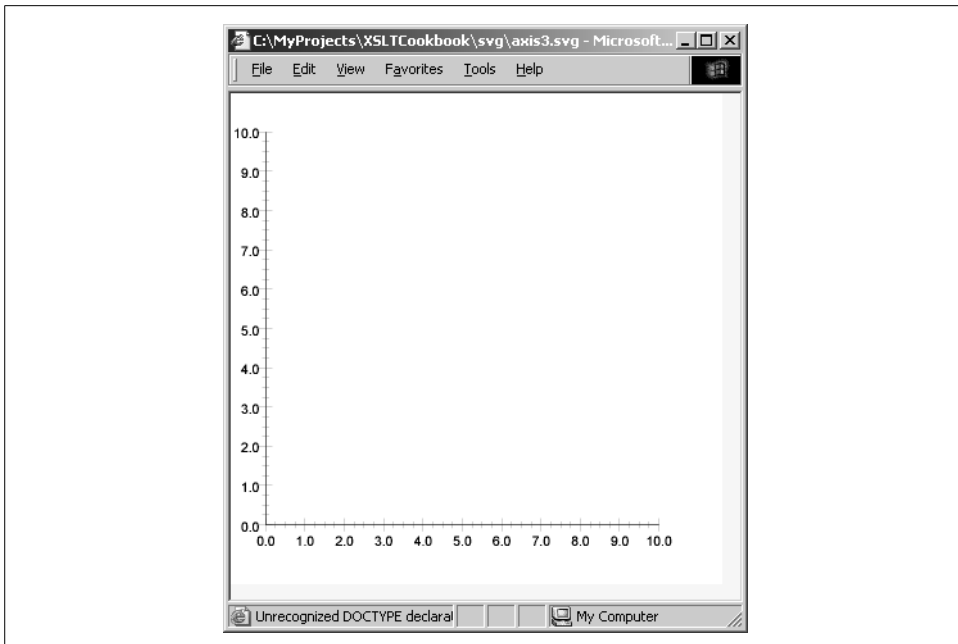 C:\MyProjects\XSLTCookbook\svg\axis3.svg - Microsoft...
File Edit View Favorites Tools Help
10.0
9.0
8.0
7.0
6.0
5.0
4.0
3.0
2.0
1.0
0.0
0.0 1.0 2.0 3.0 4.0 5.0 6.0 7.0 8.0 9.0 10.0
Unrecognized DOCTYPE declaral My Computer